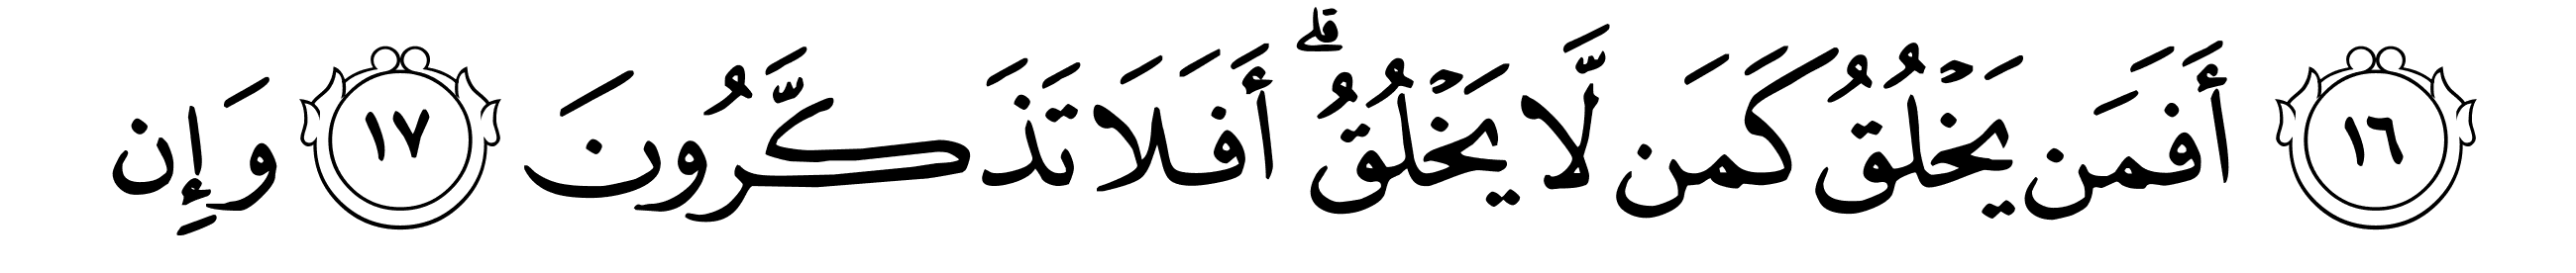 ١٦ أَفَمَن يَخْلُقُ كَمَن لَّا يَخْلُقُ ۗ أَفَلَا تَذَكَّرُونَ ١٧ وَإِن